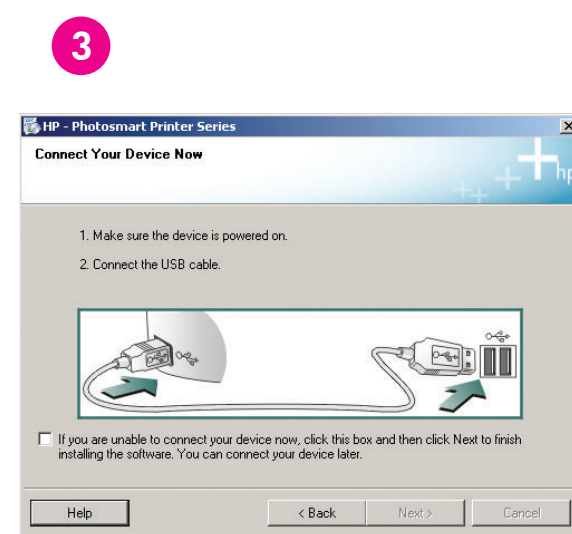 3
HP - Photosmart Printer Series
Connect Your Device Now
hp
1. Make sure the device is powered on.
2. Connect the USB cable.
If you are unable to connect your device now, click this box and then click Next to finish
installing the software. You can connect your device later.
Help
< Back
Next >
Cancel